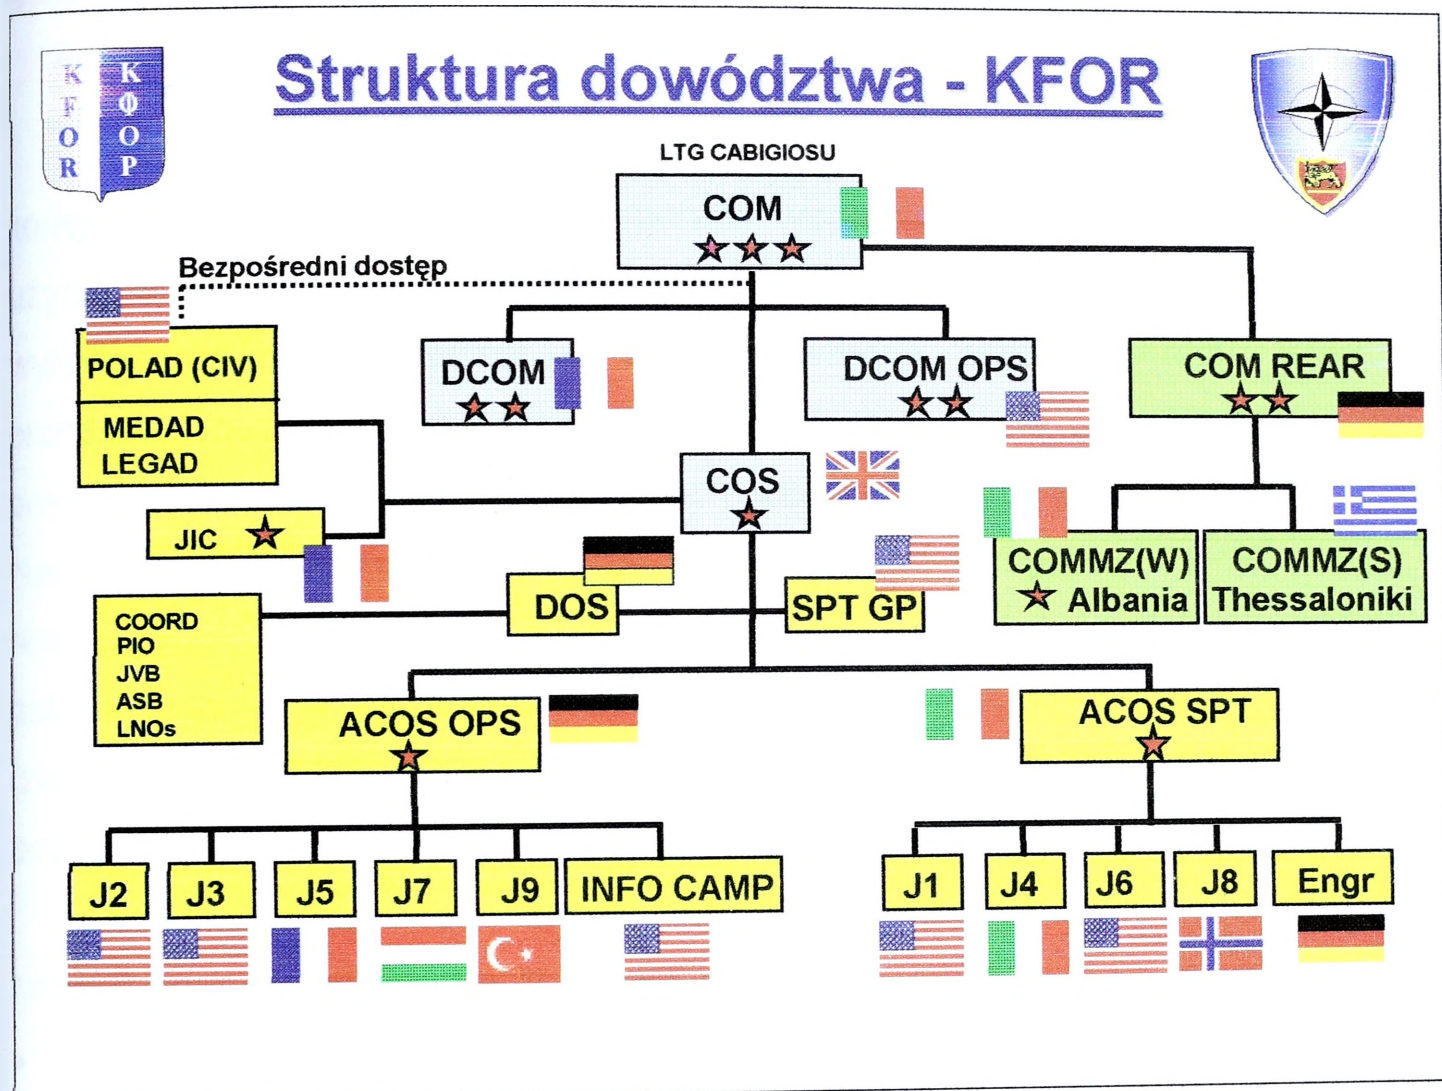 KFOR
КФОР
Struktura dowództwa - KFOR
LTG CABIGIOSU
COM
Bezpośredni dostęp
POLAD (CIV)
MEDAD
LEGAD
DCOM
DCOM OPS
COM REAR
COS
JIC
COMMZ(W)
Albania
COMMZ(S)
Thessaloniki
DOS
SPT GP
COORD
PIO
JVB
ASB
LNOs
ACOS OPS
ACOS SPT
J2
J3
J5
J7
J9
INFO CAMP
J1
J4
J6
J8
Engr